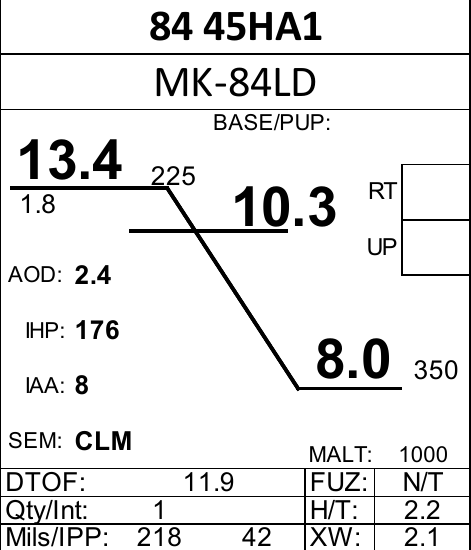 84 45HA1
MK-84LD
BASE/PUP:
13.4 225
1.8 10.3 RT
UP
AOD: 2.4
IHP: 176
8.0 350
IAA: 8
SEM: CLM
MALT: 1000
DTOF: 11.9 FUZ: N/T
Qty/Int: 1 H/T: 2.2
Mils/IPP: 218 42 XW: 2.1